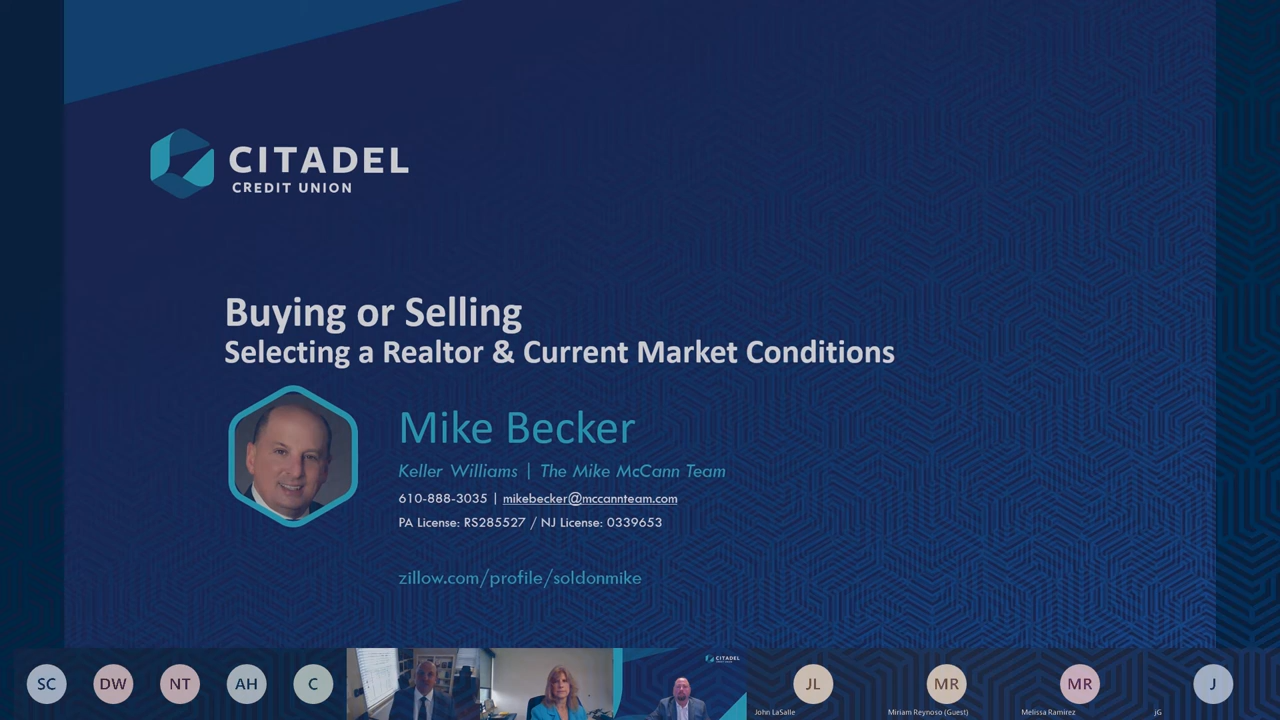 CITADEL
CREDIT UNION
Buying or Selling
Selecting a Realtor & Current Market Conditions
Mike Becker
Keller Williams | The Mike McCann Team
610-888-3035 | mikebecker@mccannteam.com
PA License: RS285527 / NJ License: 0339653
zillow.com/profile/soldonmike
CITADEL
SC
DW
NT
AH
C
JL
MR
MR
J
John LaSalle
Miriam Reynoso (Guest)
Melissa Ramirez
jG